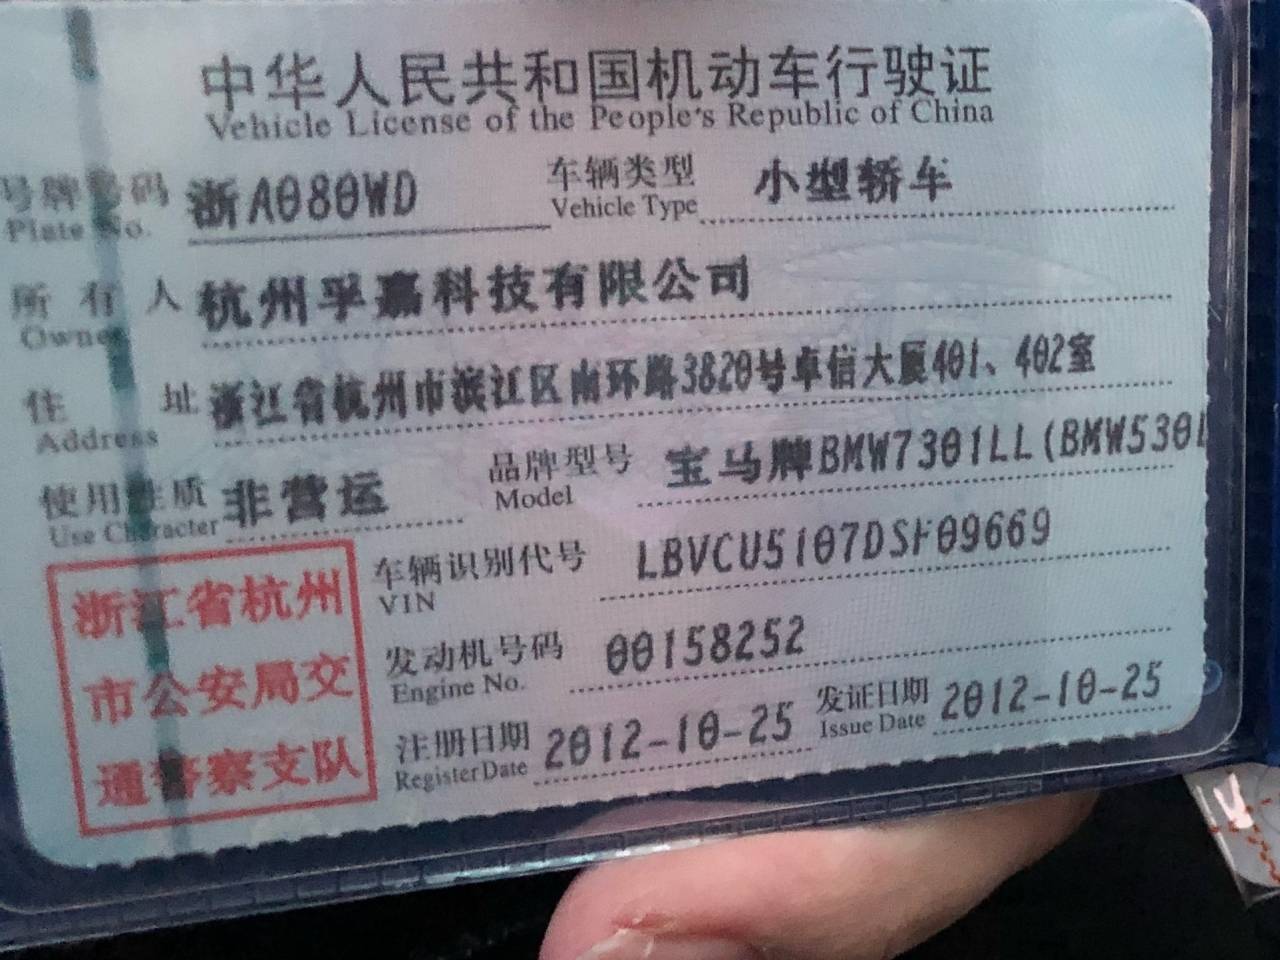 中华人民共和国机动车行驶证
Vehicle License of the People's Republic of China
号牌号码 浙A080WD 车辆类型 小型轿车
Plate No. Vehicle Type
所有人 杭州孚嘉科技有限公司
Owner
住址 浙江省杭州市滨江区南环路3820号卓信大厦401、402室
Address
使用性质 非营运 品牌型号 宝马牌BMW7301LL(BMW530L
Use Character Model
车辆识别代号 LBVCU5107DSF09669
VIN
发动机号码 00158252
Engine No.
注册日期 2012-10-25 发证日期 2012-10-25
Register Date Issue Date
浙江省杭州
市公安局交
通警察支队